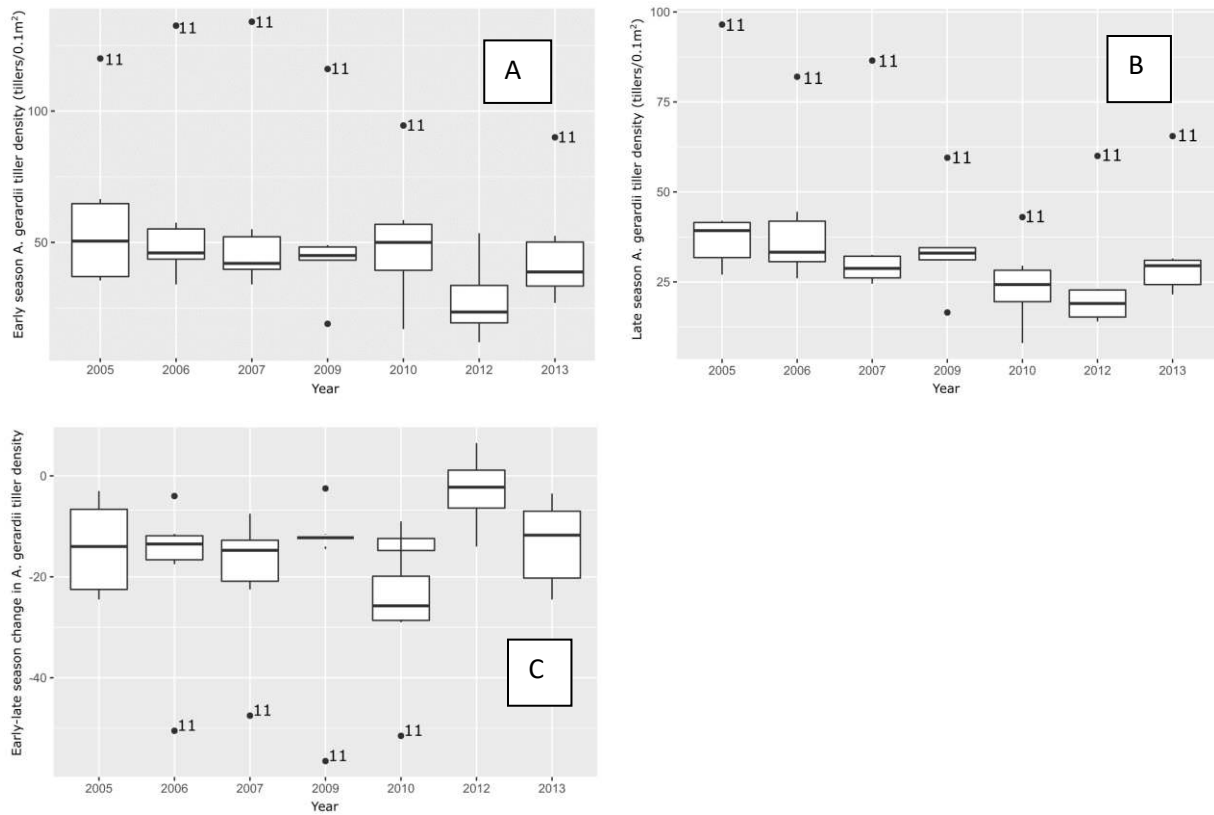 Early season A. gerardii tiller density (tillers/0.1m²)
100
50
11
11
11
11
11
11
A
2005 2006 2007 2009 2010 2012 2013
Year
Late season A. gerardii tiller density (tillers/0.1m²)
100
75
50
25
11
11
11
11
11
11
11
B
2005 2006 2007 2009 2010 2012 2013
Year
Early-late season change in A. gerardii tiller density
0
-20
-40
11
11
11
11
C
2005 2006 2007 2009 2010 2012 2013
Year